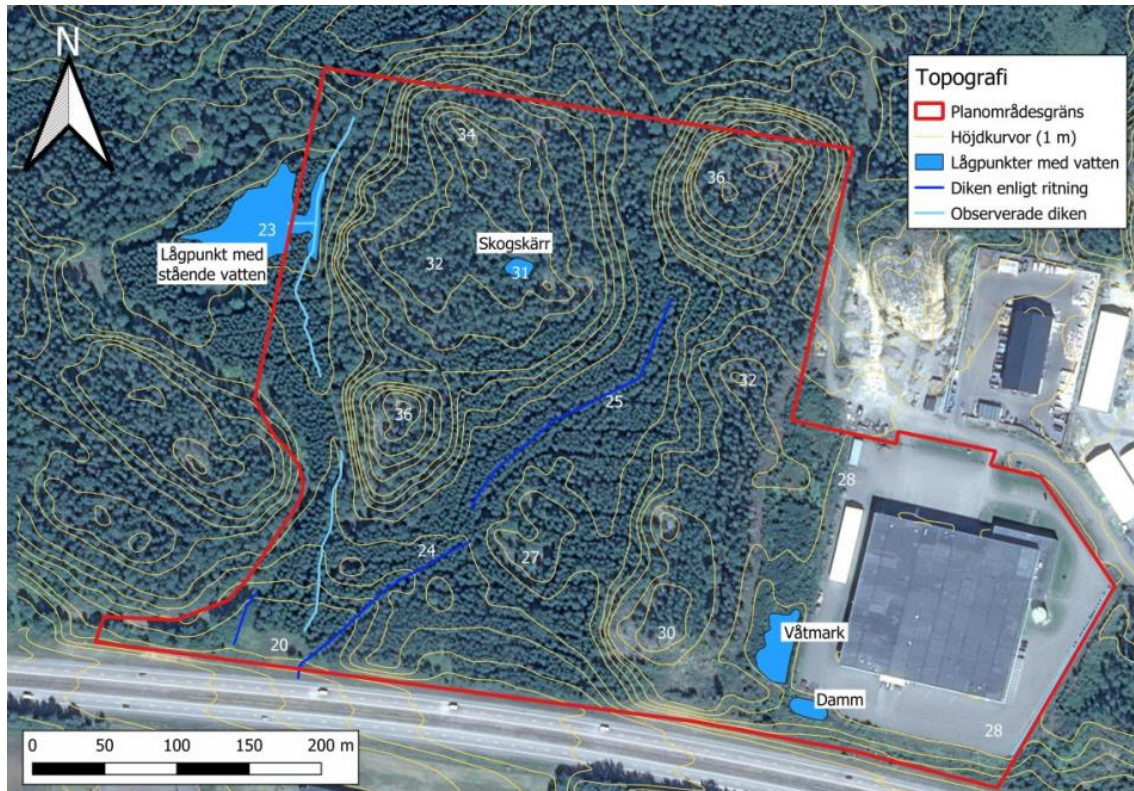 N
Topografi
Planområdesgräns
Höjdkurvor (1 m)
Lågpunkter med vatten
Diken enligt ritning
Observerade diken
34
36
23
Lågpunkt med
stående vatten
Skogskärr
32
31
32
25
36
28
24
27
30
Våtmark
20
Damm
28
0 50 100 150 200 m